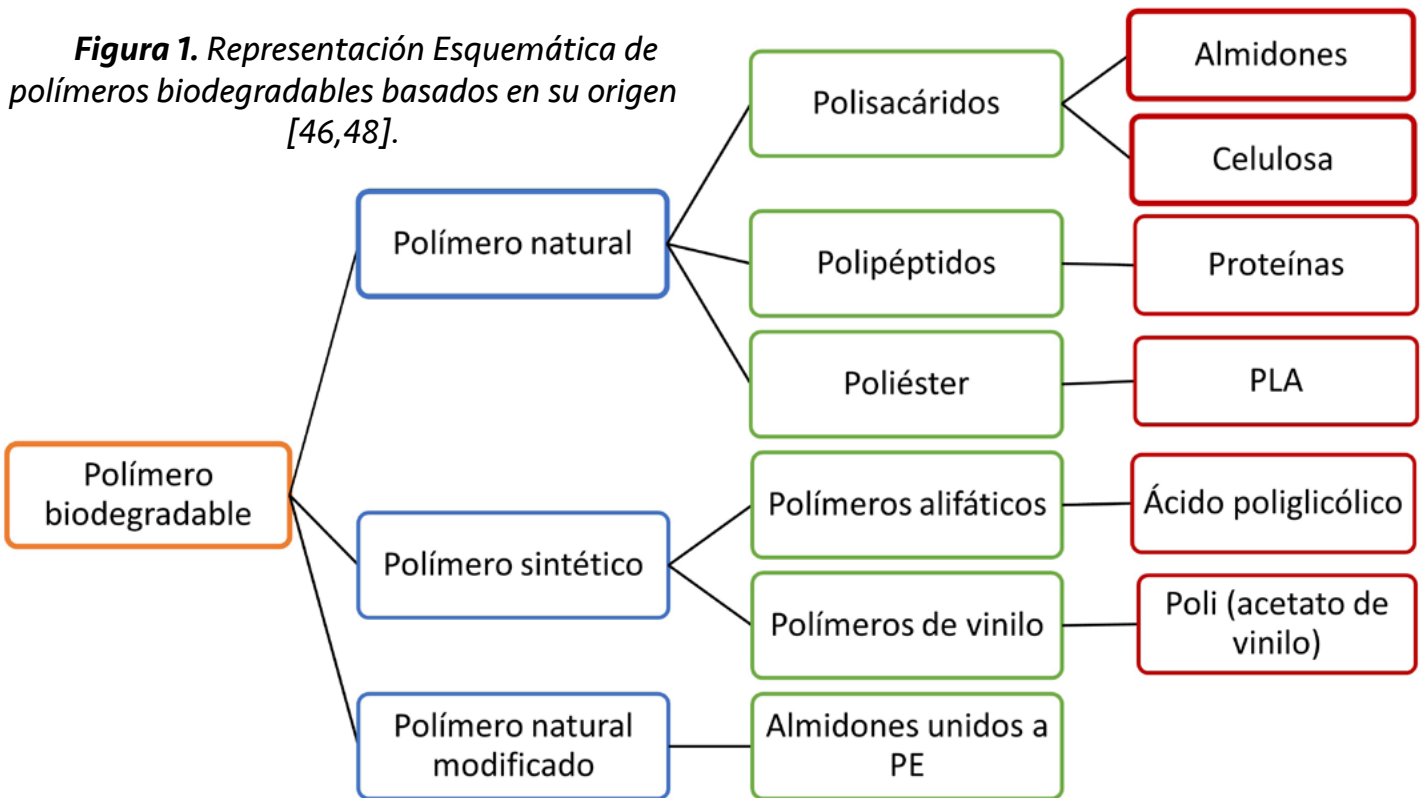 Figura 1. Representación Esquemática de
polímeros biodegradables basados en su origen
[46,48].
Polímero
biodegradable
Polímero natural
Polisacáridos
Almidones
Celulosa
Polipéptidos
Proteínas
Poliéster
PLA
Polímero sintético
Polímeros alifáticos
Ácido poliglicólico
Polímeros de vinilo
Poli (acetato de
vinilo)
Polímero natural
modificado
Almidones unidos a
PE